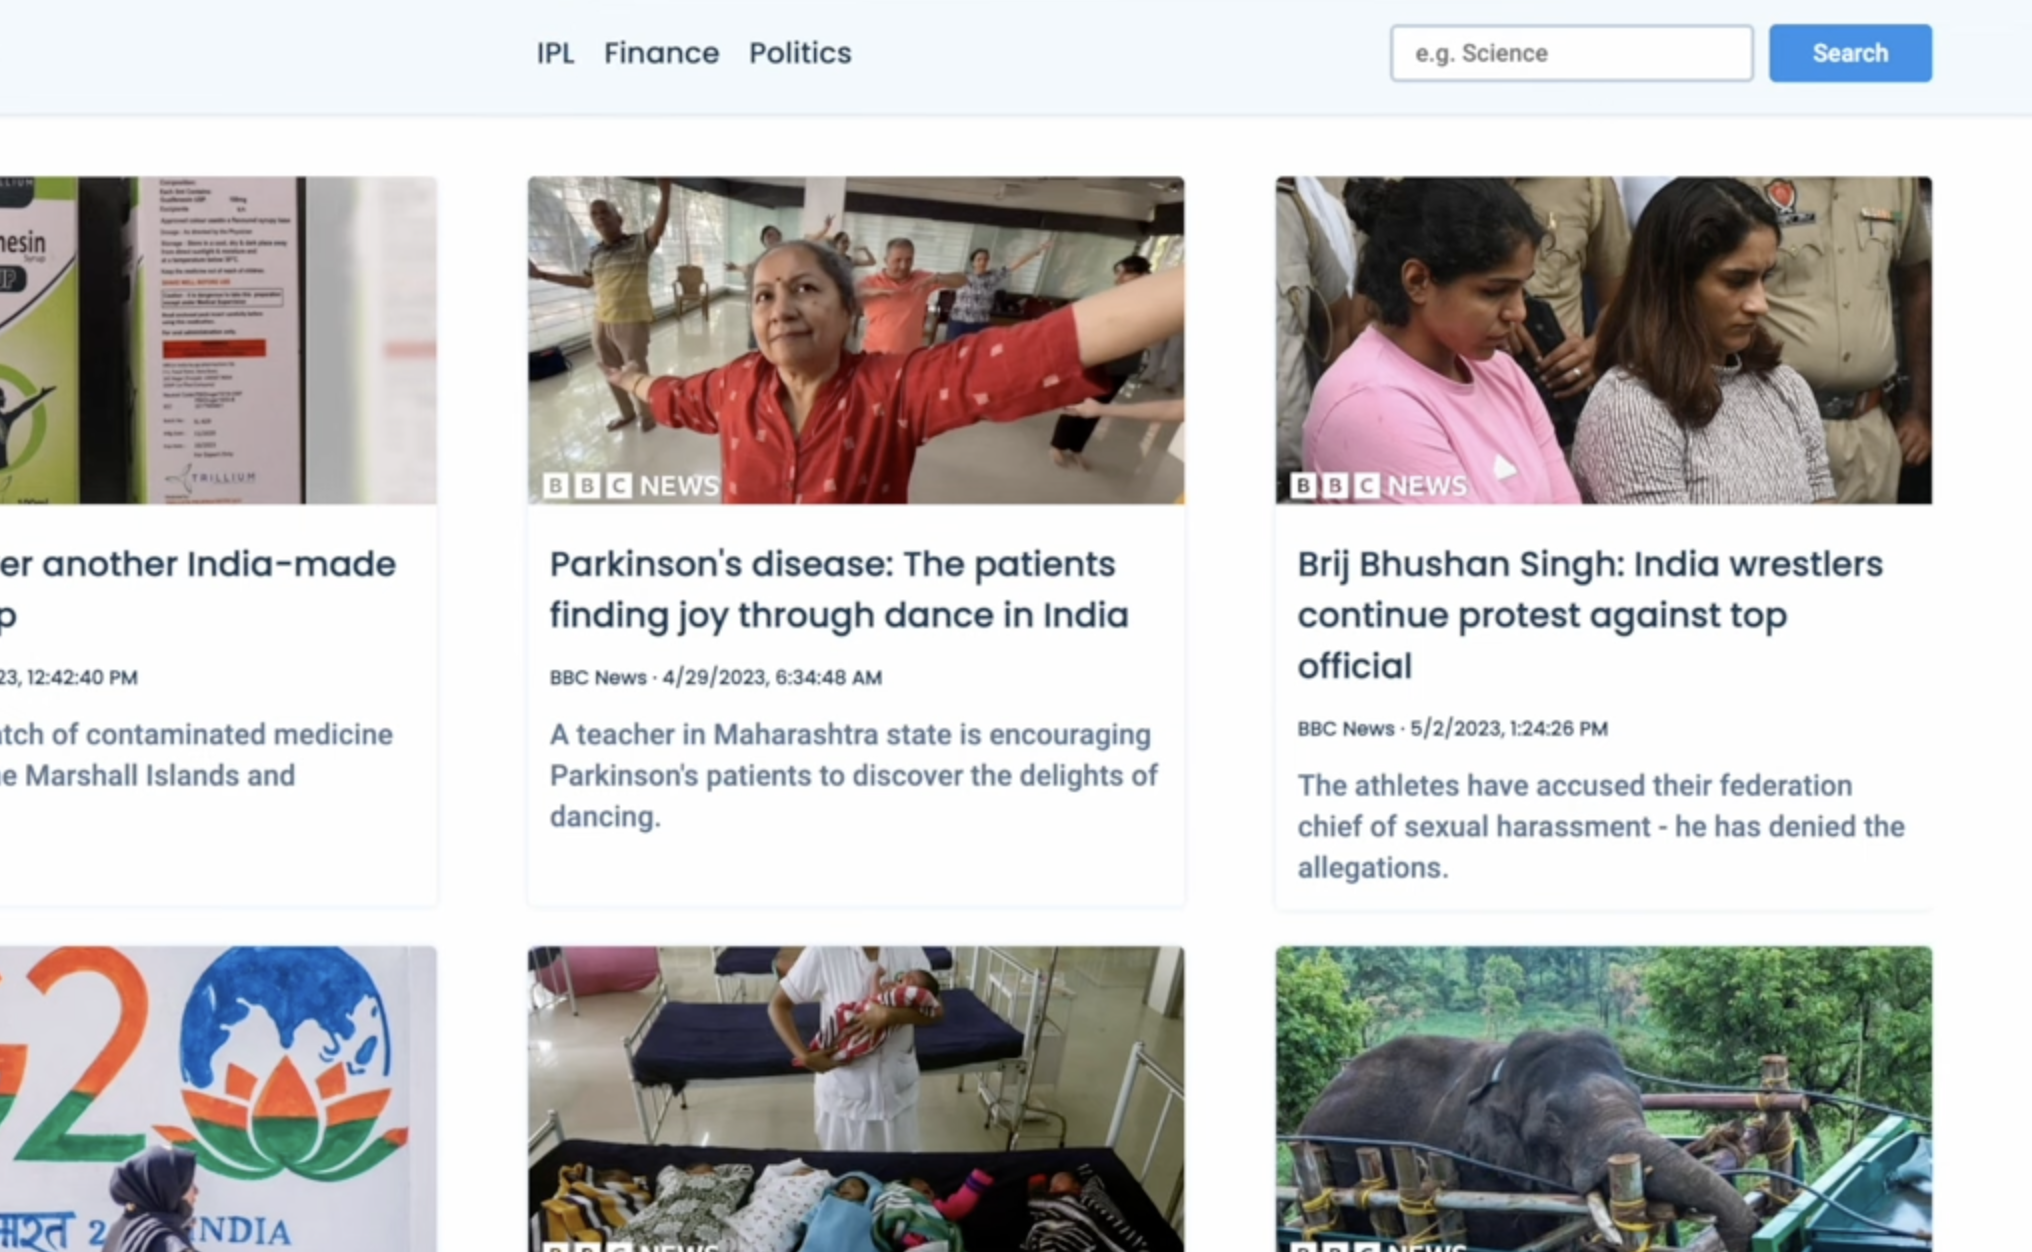 IPL Finance Politics
e.g. Science
Search
nesin
Syrup
TRILLIUM
BBC NEWS
BBC NEWS
er another India-made
p
23, 12:42:40 PM
atch of contaminated medicine
e Marshall Islands and
Parkinson's disease: The patients
finding joy through dance in India
BBC News · 4/29/2023, 6:34:48 AM
A teacher in Maharashtra state is encouraging
Parkinson's patients to discover the delights of
dancing.
Brij Bhushan Singh: India wrestlers
continue protest against top
official
BBC News · 5/2/2023, 1:24:26 PM
The athletes have accused their federation
chief of sexual harassment - he has denied the
allegations.
G2
2
INDIA
BBC NEWS
BBC NEWS